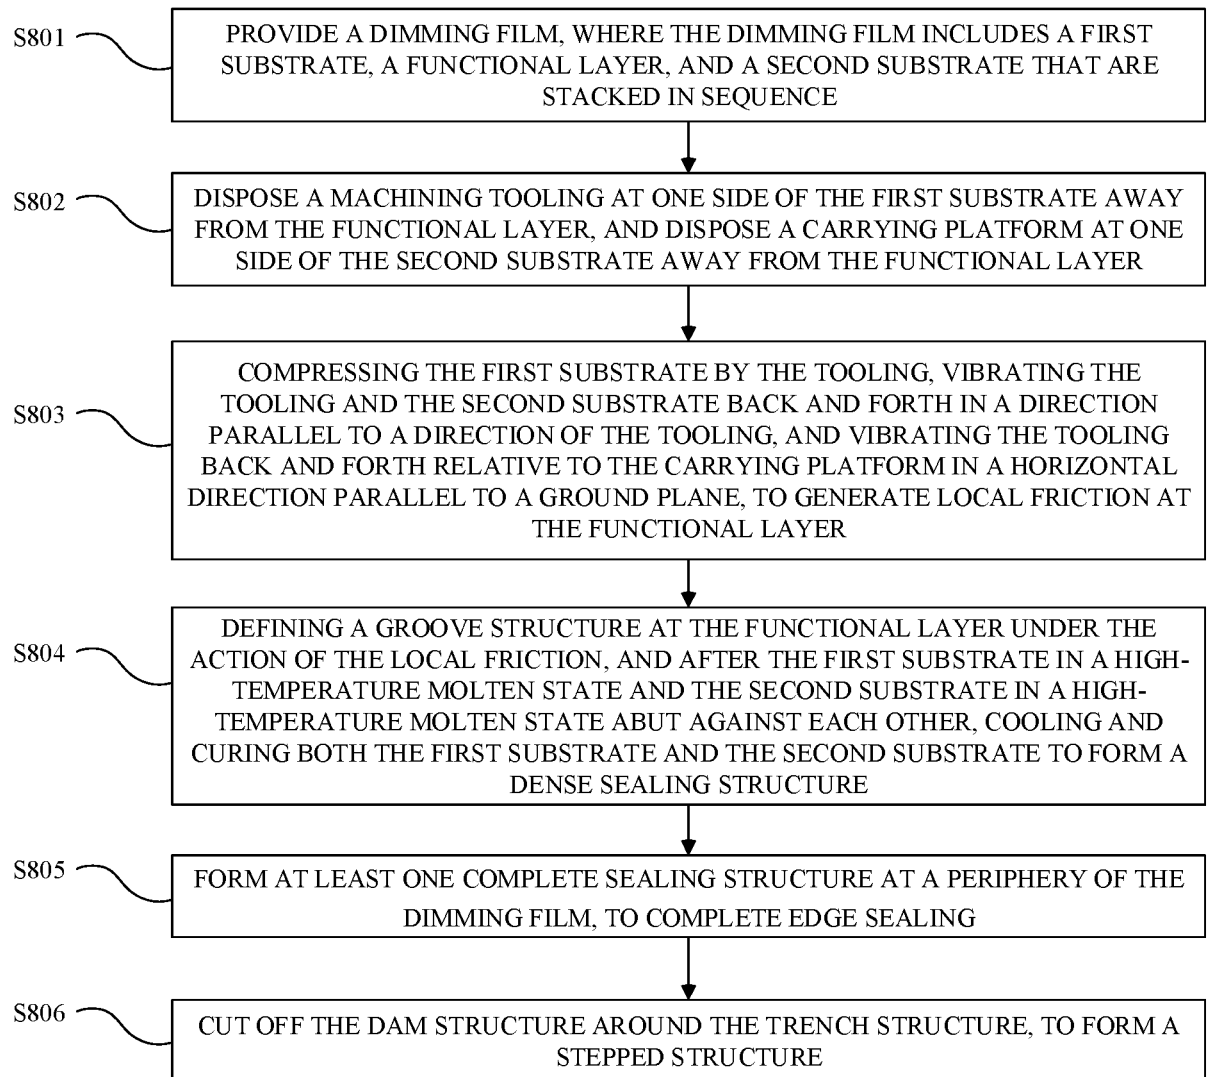 S801
PROVIDE A DIMMING FILM, WHERE THE DIMMING FILM INCLUDES A FIRST
SUBSTRATE, A FUNCTIONAL LAYER, AND A SECOND SUBSTRATE THAT ARE
STACKED IN SEQUENCE
S802
DISPOSE A MACHINING TOOLING AT ONE SIDE OF THE FIRST SUBSTRATE AWAY
FROM THE FUNCTIONAL LAYER, AND DISPOSE A CARRYING PLATFORM AT ONE
SIDE OF THE SECOND SUBSTRATE AWAY FROM THE FUNCTIONAL LAYER
S803
COMPRESSING THE FIRST SUBSTRATE BY THE TOOLING, VIBRATING THE
TOOLING AND THE SECOND SUBSTRATE BACK AND FORTH IN A DIRECTION
PARALLEL TO A DIRECTION OF THE TOOLING, AND VIBRATING THE TOOLING
BACK AND FORTH RELATIVE TO THE CARRYING PLATFORM IN A HORIZONTAL
DIRECTION PARALLEL TO A GROUND PLANE, TO GENERATE LOCAL FRICTION AT
THE FUNCTIONAL LAYER
S804
DEFINING A GROOVE STRUCTURE AT THE FUNCTIONAL LAYER UNDER THE
ACTION OF THE LOCAL FRICTION, AND AFTER THE FIRST SUBSTRATE IN A HIGH-
TEMPERATURE MOLTEN STATE AND THE SECOND SUBSTRATE IN A HIGH-
TEMPERATURE MOLTEN STATE ABUT AGAINST EACH OTHER, COOLING AND
CURING BOTH THE FIRST SUBSTRATE AND THE SECOND SUBSTRATE TO FORM A
DENSE SEALING STRUCTURE
S805
FORM AT LEAST ONE COMPLETE SEALING STRUCTURE AT A PERIPHERY OF THE
DIMMING FILM, TO COMPLETE EDGE SEALING
S806
CUT OFF THE DAM STRUCTURE AROUND THE TRENCH STRUCTURE, TO FORM A
STEPPED STRUCTURE